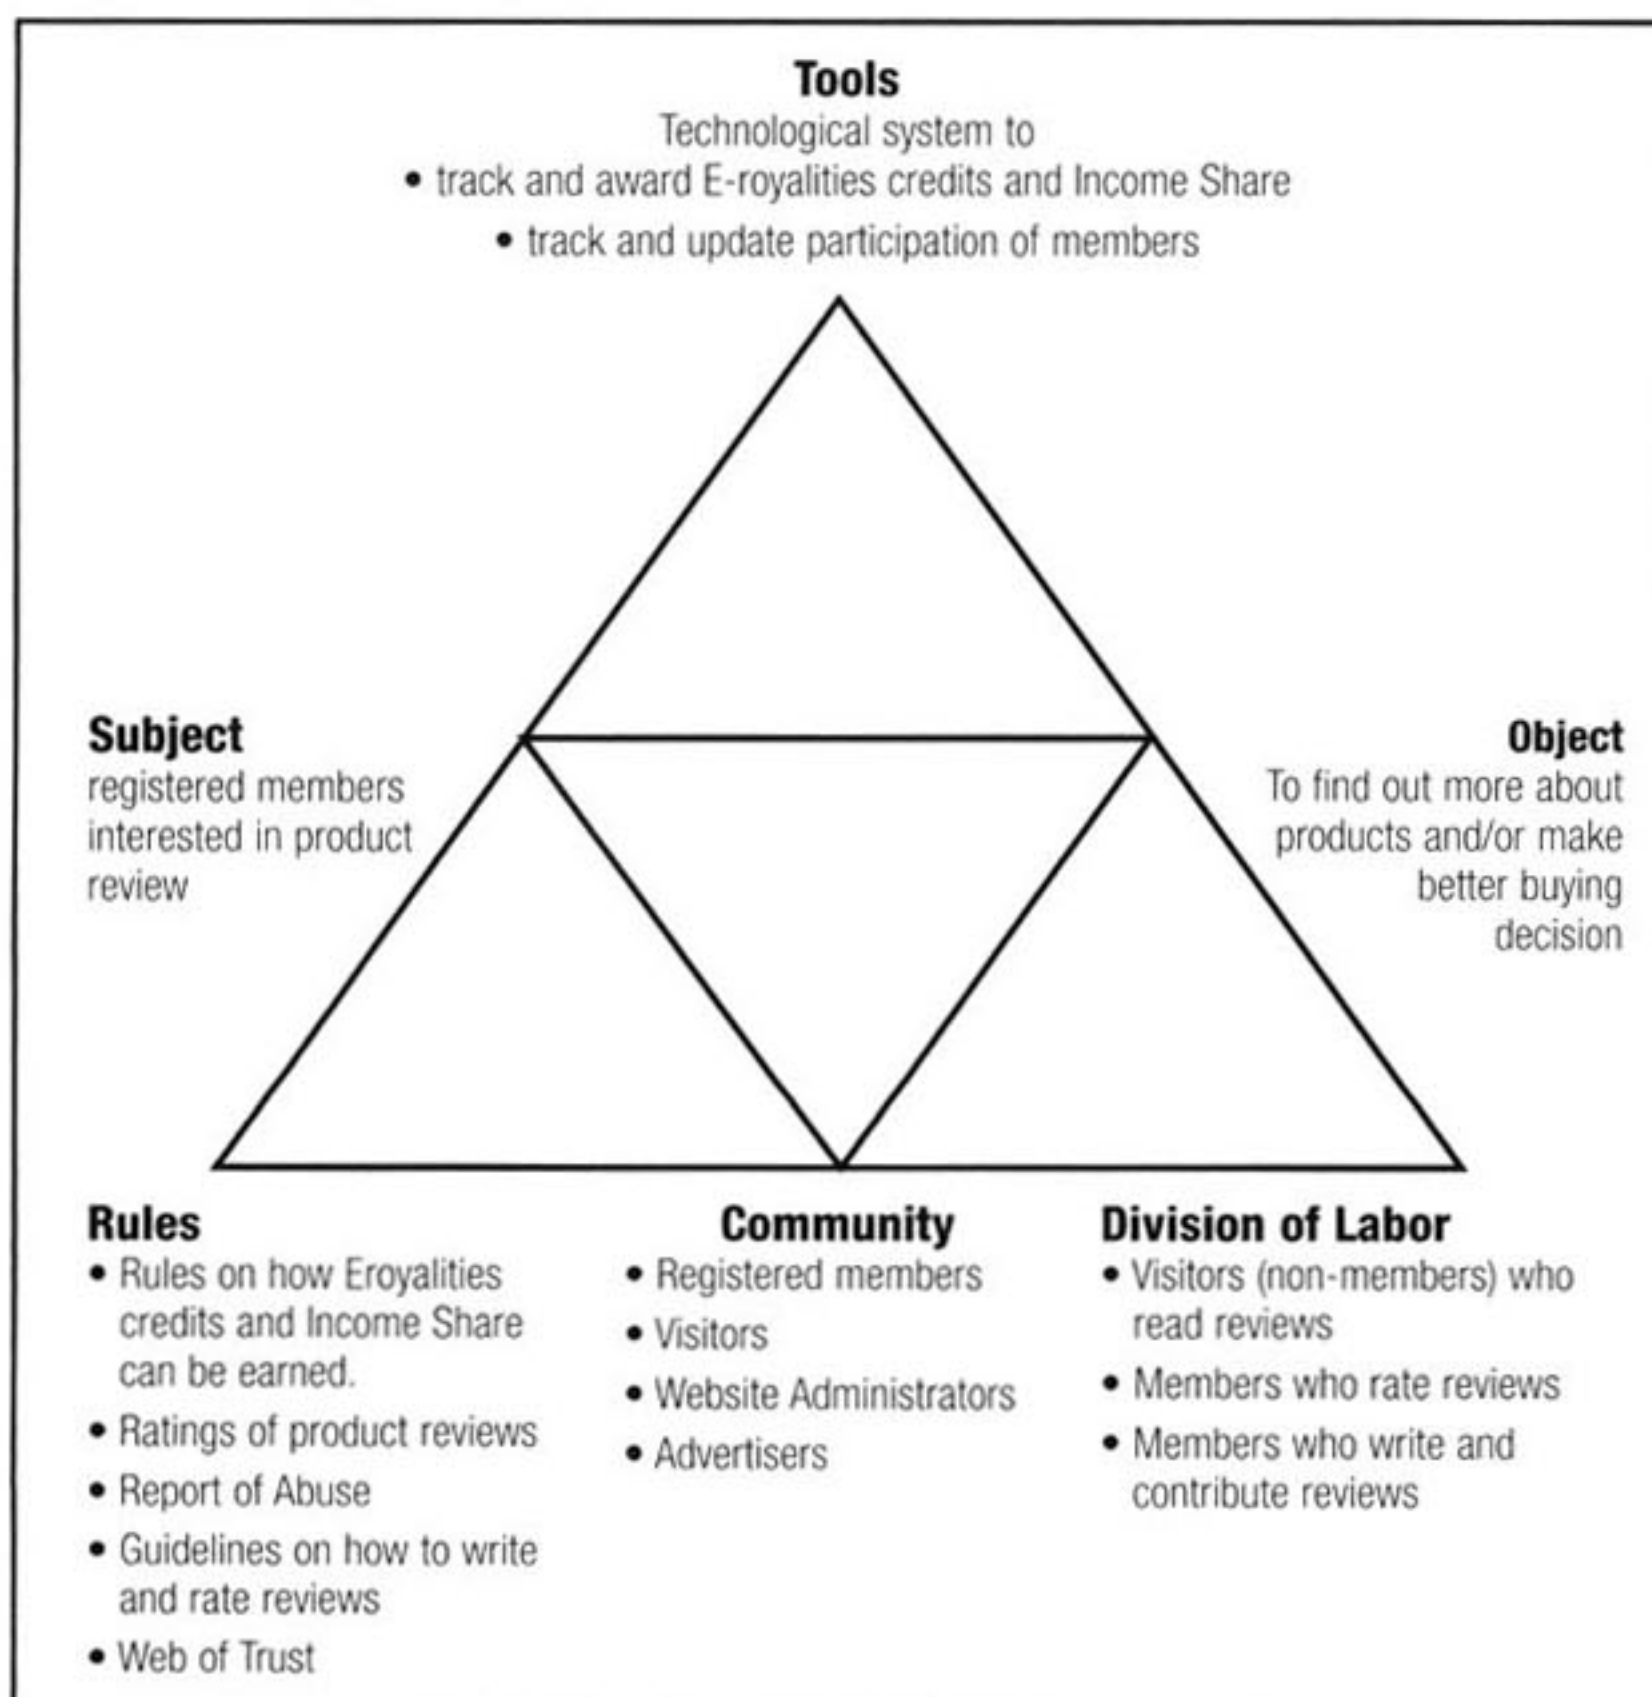 Tools
Technological system to
• track and award E-royalities credits and Income Share
• track and update participation of members
Subject
registered members
interested in product
review
Object
To find out more about
products and/or make
better buying
decision
Rules
• Rules on how Eroyalities
credits and Income Share
can be earned.
• Ratings of product reviews
• Report of Abuse
• Guidelines on how to write
and rate reviews
• Web of Trust
Community
• Registered members
• Visitors
• Website Administrators
• Advertisers
Division of Labor
• Visitors (non-members) who
read reviews
• Members who rate reviews
• Members who write and
contribute reviews